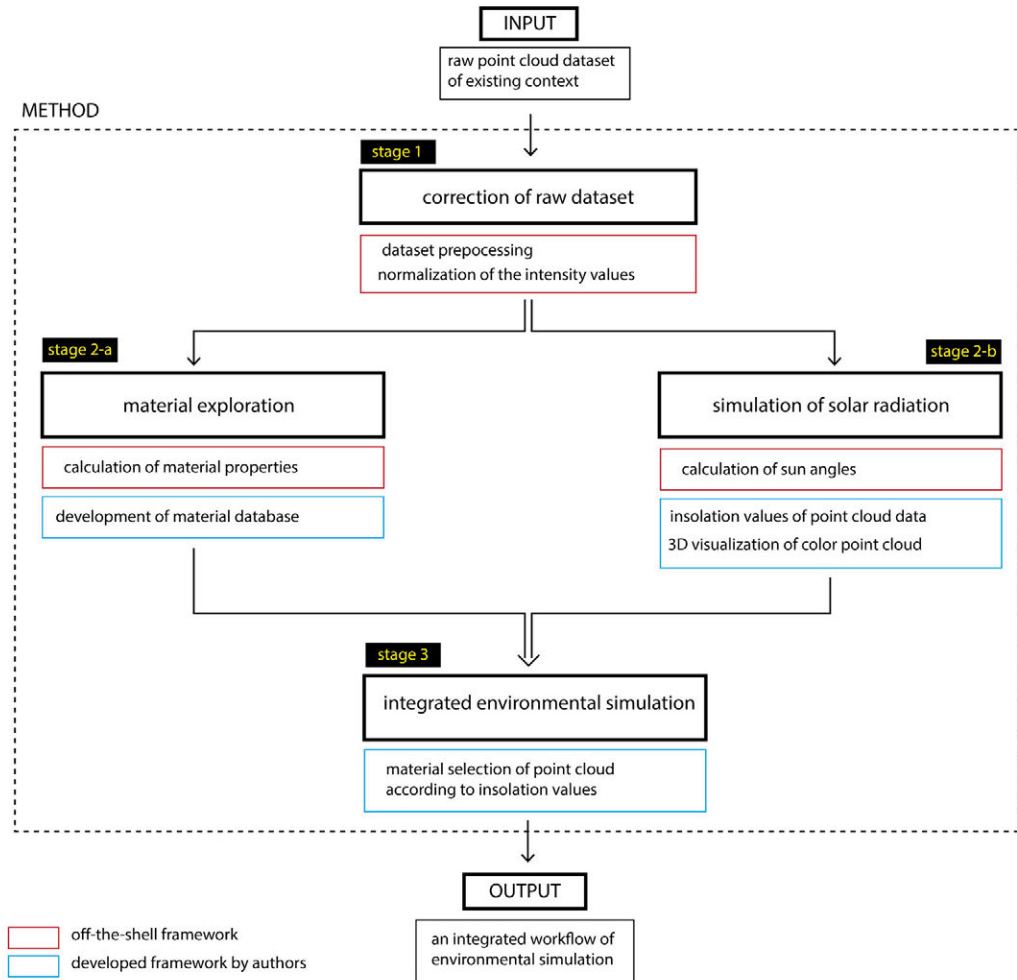 INPUT
raw point cloud dataset
of existing context
METHOD
stage 1
correction of raw dataset
dataset prepocessing
normalization of the intensity values
stage 2-a
material exploration
calculation of material properties
development of material database
stage 2-b
simulation of solar radiation
calculation of sun angles
insolation values of point cloud data
3D visualization of color point cloud
stage 3
integrated environmental simulation
material selection of point cloud
according to insolation values
OUTPUT
an integrated workflow of
environmental simulation
off-the-shell framework
developed framework by authors